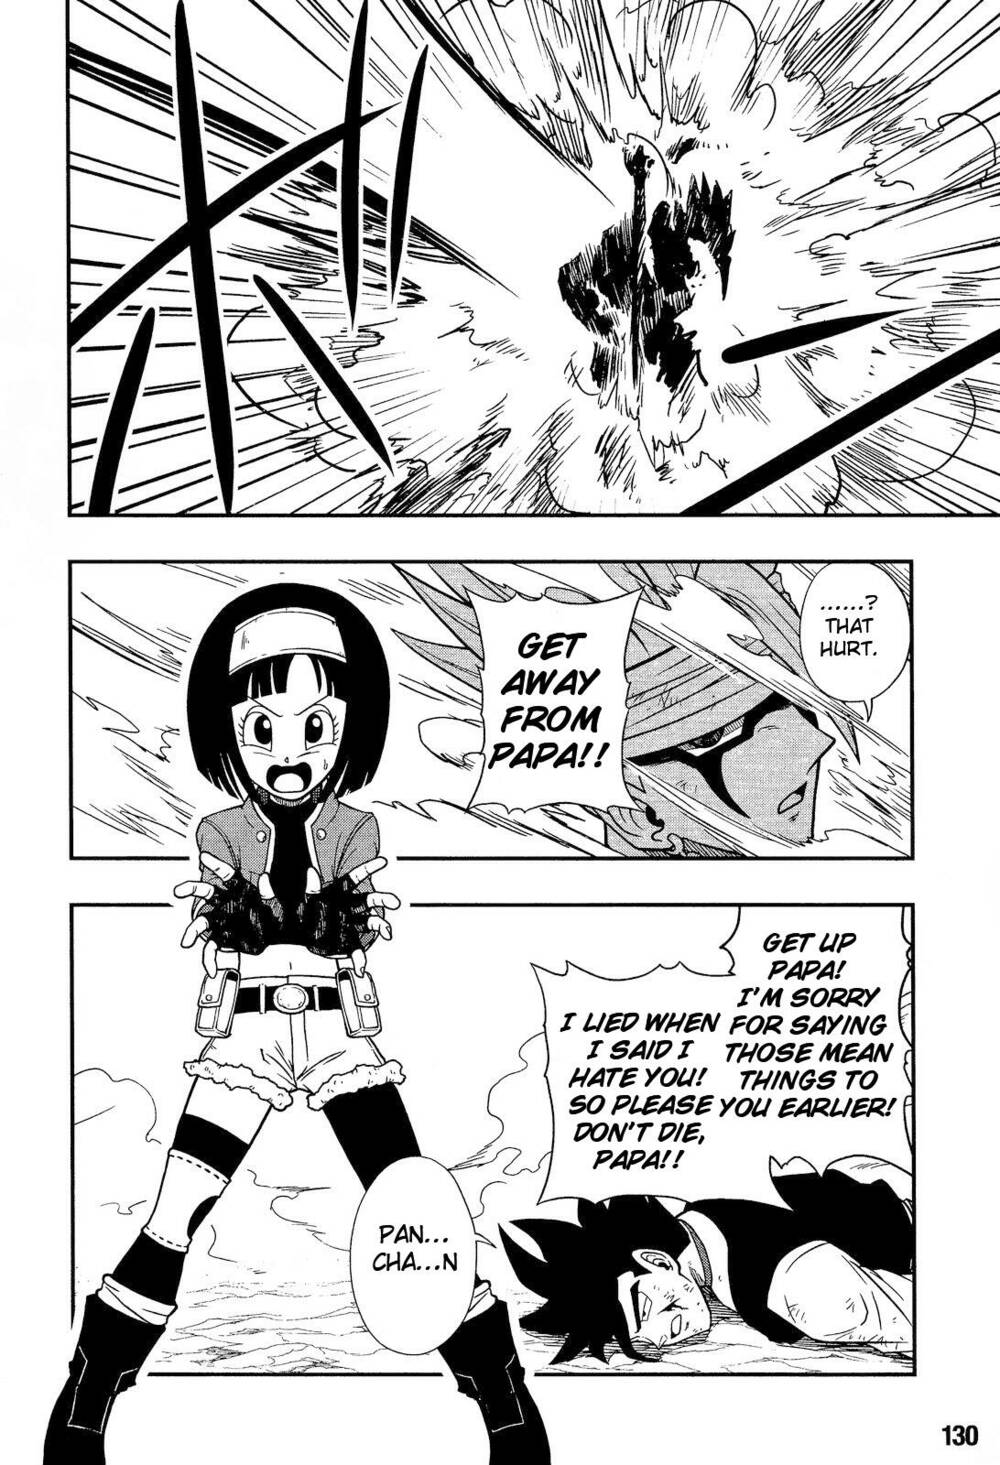 ......?
THAT
HURT.
GET
AWAY
FROM
PAPA!!
GET UP
PAPA!
I'M SORRY
FOR SAYING
THOSE MEAN
THINGS TO
YOU EARLIER!
I LIED WHEN
I SAID I
HATE YOU!
SO PLEASE
DON'T DIE,
PAPA!!
PAN...
CHA...N
130